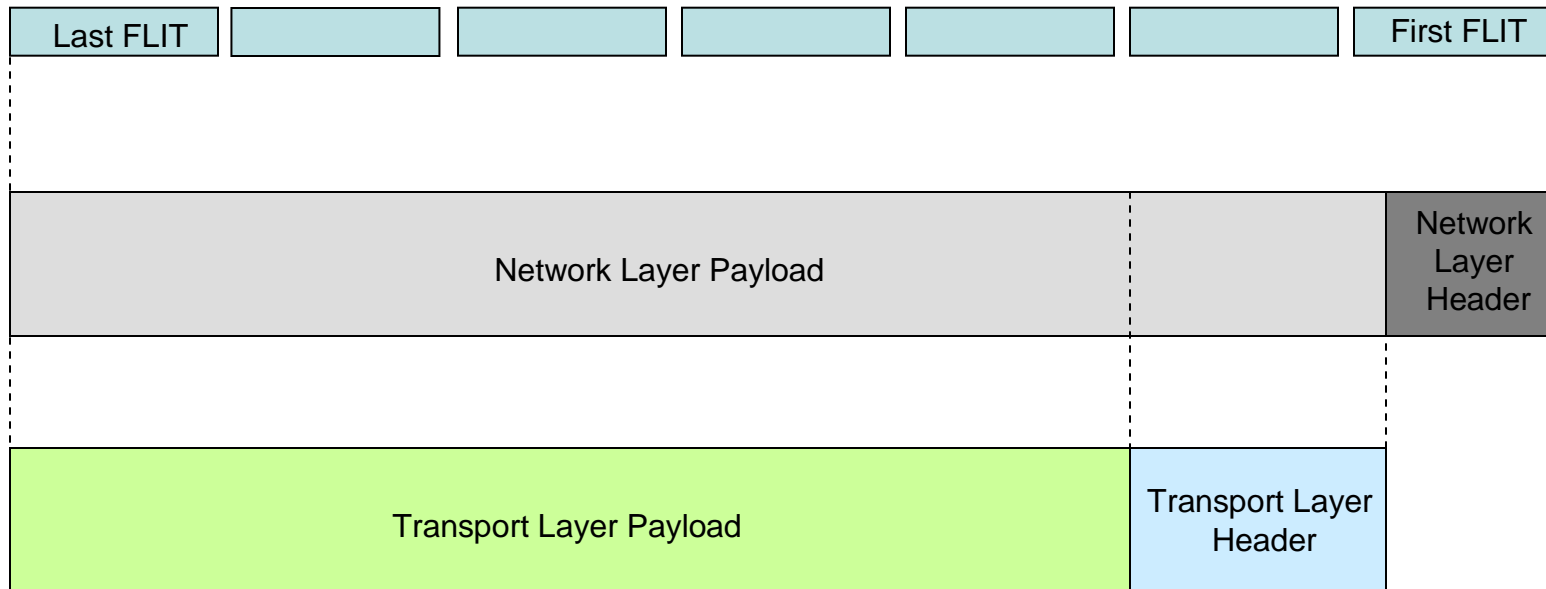 Last FLIT
First FLIT
Network Layer Payload
Network
Layer
Header
Transport Layer Payload
Transport Layer
Header